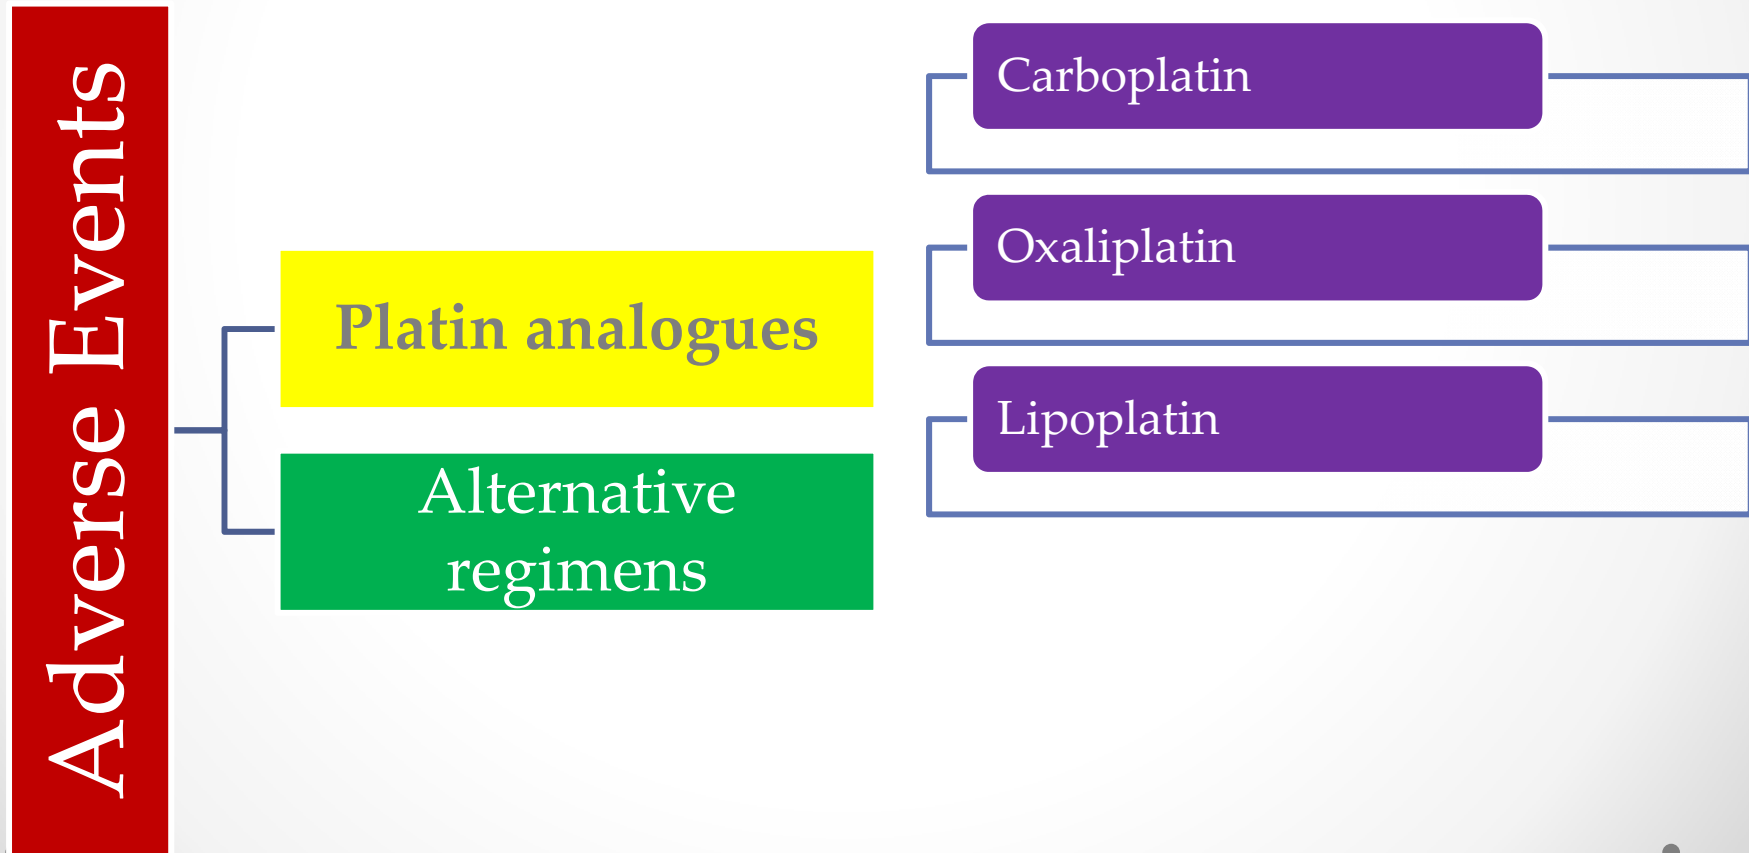 Adverse Events
Platin analogues
Alternative
regimens
Carboplatin
Oxaliplatin
Lipoplatin